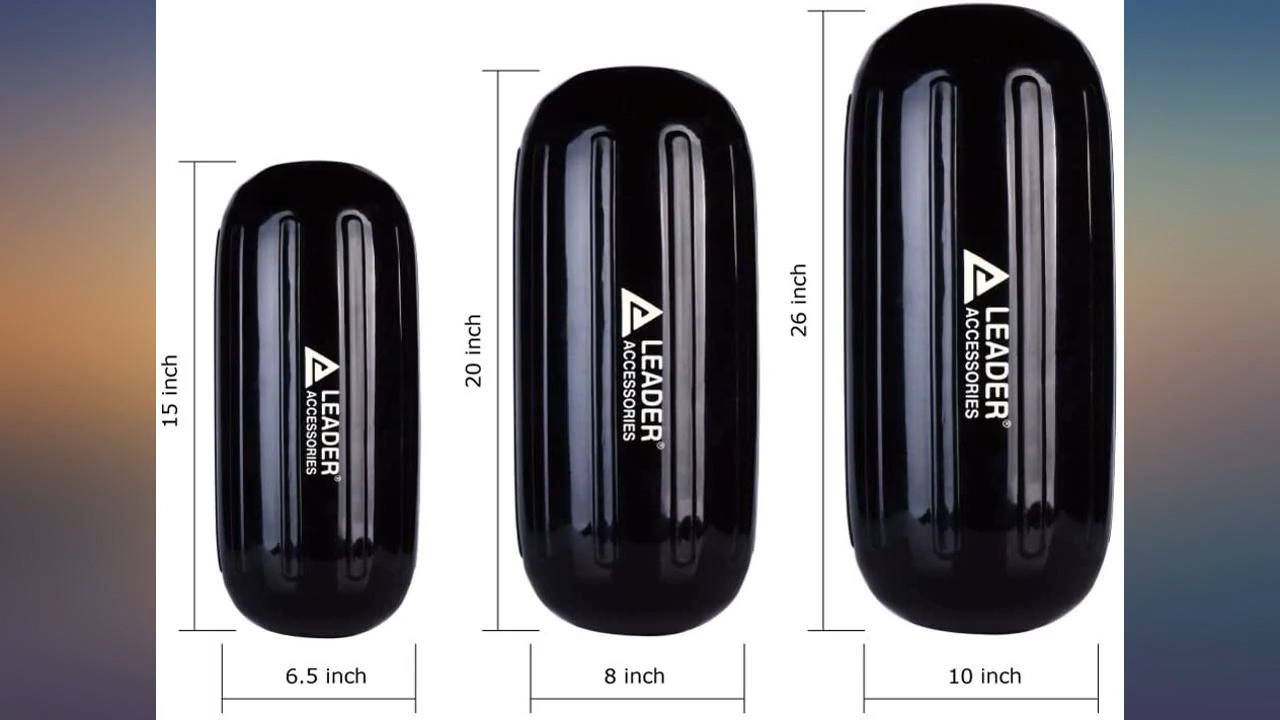 15 inch
LEADER®
ACCESSORIES
6.5 inch
20 inch
LEADER®
ACCESSORIES
8 inch
26 inch
LEADER®
ACCESSORIES
10 inch